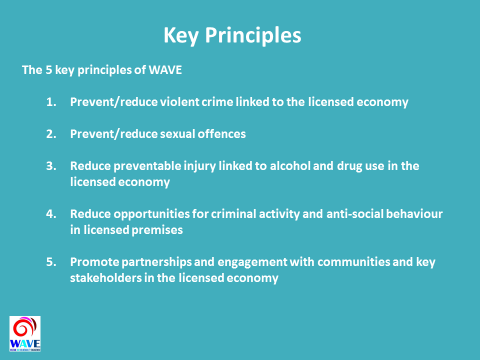 Key Principles
The 5 key principles of WAVE
1. Prevent/reduce violent crime linked to the licensed economy
2. Prevent/reduce sexual offences
3. Reduce preventable injury linked to alcohol and drug use in the
licensed economy
4. Reduce opportunities for criminal activity and anti-social behaviour
in licensed premises
5. Promote partnerships and engagement with communities and key
stakeholders in the licensed economy
WAVE